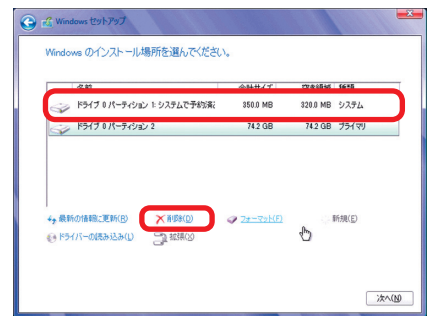 Windows セットアップ
Windows のインストール場所を選んでください。
名前 合計サイズ 空き領域 種類
ドライブ 0 パーティション 1: システムで予約済 350.0 MB 320.0 MB システム
ドライブ 0 パーティション 2 74.2 GB 74.2 GB プライマリ
最新の情報に更新(R) 削除(D) フォーマット(F) 新規(E)
ドライバーの読み込み(L) 拡張(X)
次へ(N)